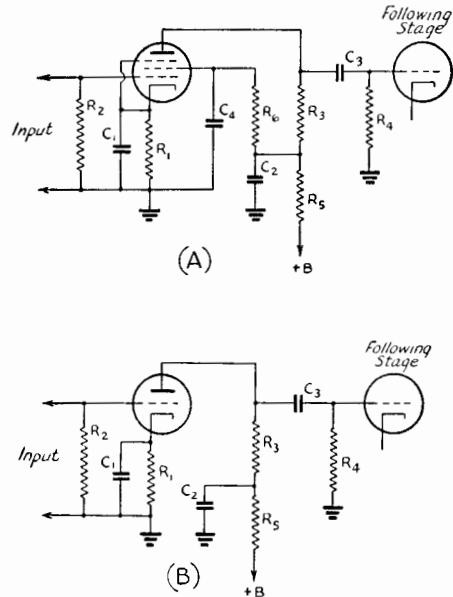 Following
Stage
C3
R2
C1
R1
C4
R6
R3
R4
Input
C2
R5
+B
(A)
Following
Stage
C3
R2
C1
R1
R3
R4
Input
C2
R5
+B
(B)